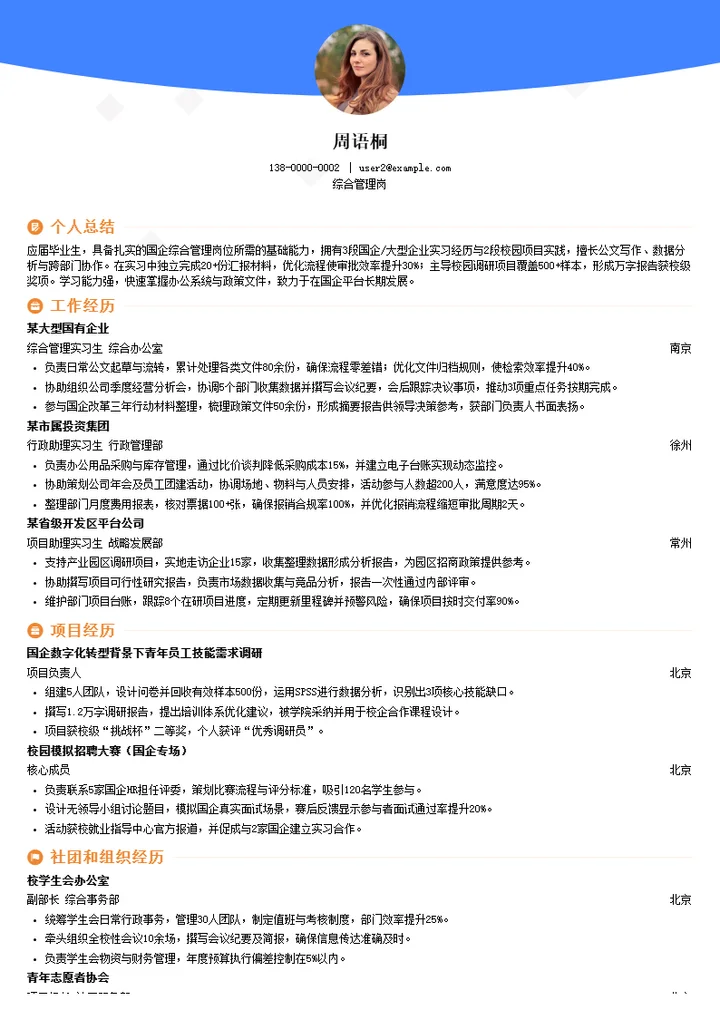 周语桐
138-0000-0002 | user2@example.com
综合管理岗
个人总结
应届毕业生，具备扎实的国企综合管理岗位所需的基础能力，拥有3段国企/大型企业实习经历与2段校园项目实践，擅长公文写作、数据分
析与跨部门协作。在实习中独立完成20+份汇报材料，优化流程使审批效率提升30%；主导校园调研项目覆盖500+样本，形成万字报告获校级
奖项。学习能力强，快速掌握办公系统与政策文件，致力于在国企平台长期发展。
工作经历
某大型国有企业
综合管理实习生 综合办公室 南京
• 负责日常公文起草与流转，累计处理各类文件80余份，确保流程零差错；优化文件归档规则，使检索效率提升40%。
• 协助组织公司季度经营分析会，协调5个部门收集数据并撰写会议纪要，会后跟踪决议事项，推动3项重点任务按期完成。
• 参与国企改革三年行动材料整理，梳理政策文件50余份，形成摘要报告供领导决策参考，获部门负责人书面表扬。
某市属投资集团
行政助理实习生 行政管理部 徐州
• 负责办公用品采购与库存管理，通过比价谈判降低采购成本15%，并建立电子台账实现动态监控。
• 协助策划公司年会及员工团建活动，协调场地、物料与人员安排，活动参与人数超200人，满意度达95%。
• 整理部门月度费用报表，核对票据100+张，确保报销合规率100%，并优化报销流程缩短审批周期2天。
某省级开发区平台公司
项目助理实习生 战略发展部 常州
• 支持产业园区调研项目，实地走访企业15家，收集整理数据形成分析报告，为园区招商政策提供参考。
• 协助撰写项目可行性研究报告，负责市场数据收集与竞品分析，报告一次性通过内部评审。
• 维护部门项目台账，跟踪8个在研项目进度，定期更新里程碑并预警风险，确保项目按时交付率90%。
项目经历
国企数字化转型背景下青年员工技能需求调研
项目负责人 北京
• 组建5人团队，设计问卷并回收有效样本500份，运用SPSS进行数据分析，识别出3项核心技能缺口。
• 撰写1.2万字调研报告，提出培训体系优化建议，被学院采纳并用于校企合作课程设计。
• 项目获校级“挑战杯”二等奖，个人获评“优秀调研员”。
校园模拟招聘大赛（国企专场）
核心成员 北京
• 负责联系5家国企HR担任评委，策划比赛流程与评分标准，吸引120名学生参与。
• 设计无领导小组讨论题目，模拟国企真实面试场景，赛后反馈显示参与者面试通过率提升20%。
• 活动获校就业指导中心官方报道，并促成与2家国企建立实习合作。
社团和组织经历
校学生会办公室
副部长 综合事务部 北京
• 统筹学生会日常行政事务，管理30人团队，制定值班与考核制度，部门效率提升25%。
• 牵头组织全校性会议10余场，撰写会议纪要及简报，确保信息传达准确及时。
• 负责学生会物资与财务管理，年度预算执行偏差控制在5%以内。
青年志愿者协会